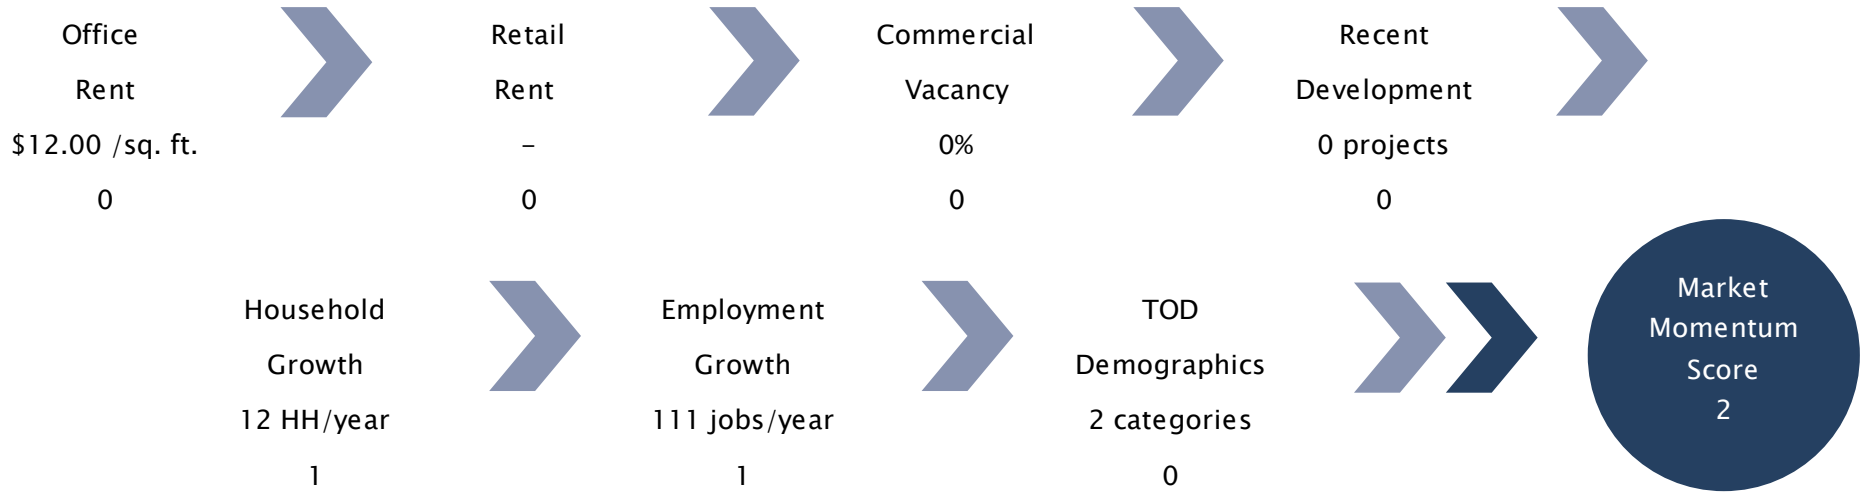 Office
Rent
$12.00 /sq. ft.
0
Retail
Rent
–
0
Commercial
Vacancy
0%
0
Recent
Development
0 projects
0
Household
Growth
12 HH/year
1
Employment
Growth
111 jobs/year
1
TOD
Demographics
2 categories
0
Market
Momentum
Score
2